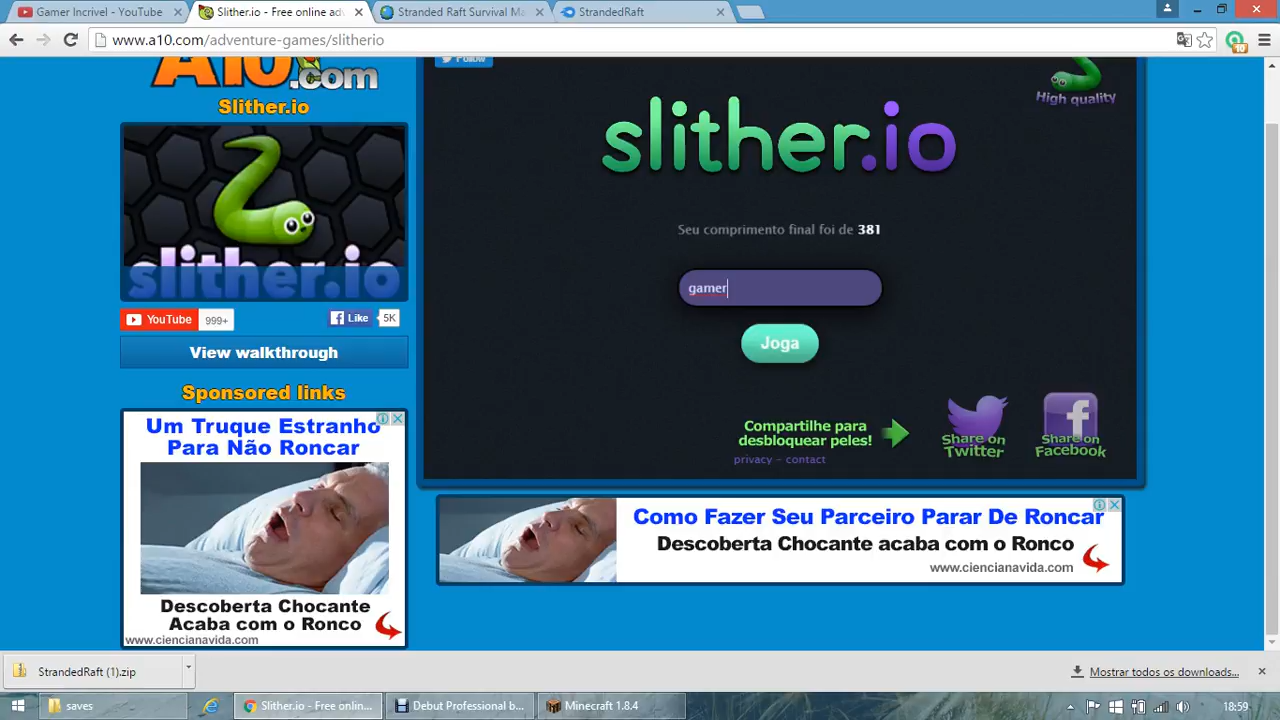 Gamer Incrivel - YouTube
Slither.io - Free online adv
Stranded Raft Survival Ma
StrandedRaft
www.a10.com/adventure-games/slitherio
10
A10.com
Slither.io
slither.io
YouTube 999+
Like 5K
View walkthrough
Sponsored links
Um Truque Estranho
Para Não Roncar
Descoberta Chocante
Acaba com o Ronco
www.ciencianavida.com
Follow
High quality
slither.io
Seu comprimento final foi de 381
gamer
Joga
Compartilhe para
desbloquear peles!
privacy - contact
Share on
Twitter
Share on
Facebook
Como Fazer Seu Parceiro Parar De Roncar
Descoberta Chocante acaba com o Ronco
www.ciencianavida.com
StrandedRaft (1).zip
Mostrar todos os downloads...
saves
Slither.io - Free onlin...
Debut Professional b...
Minecraft 1.8.4
18:59